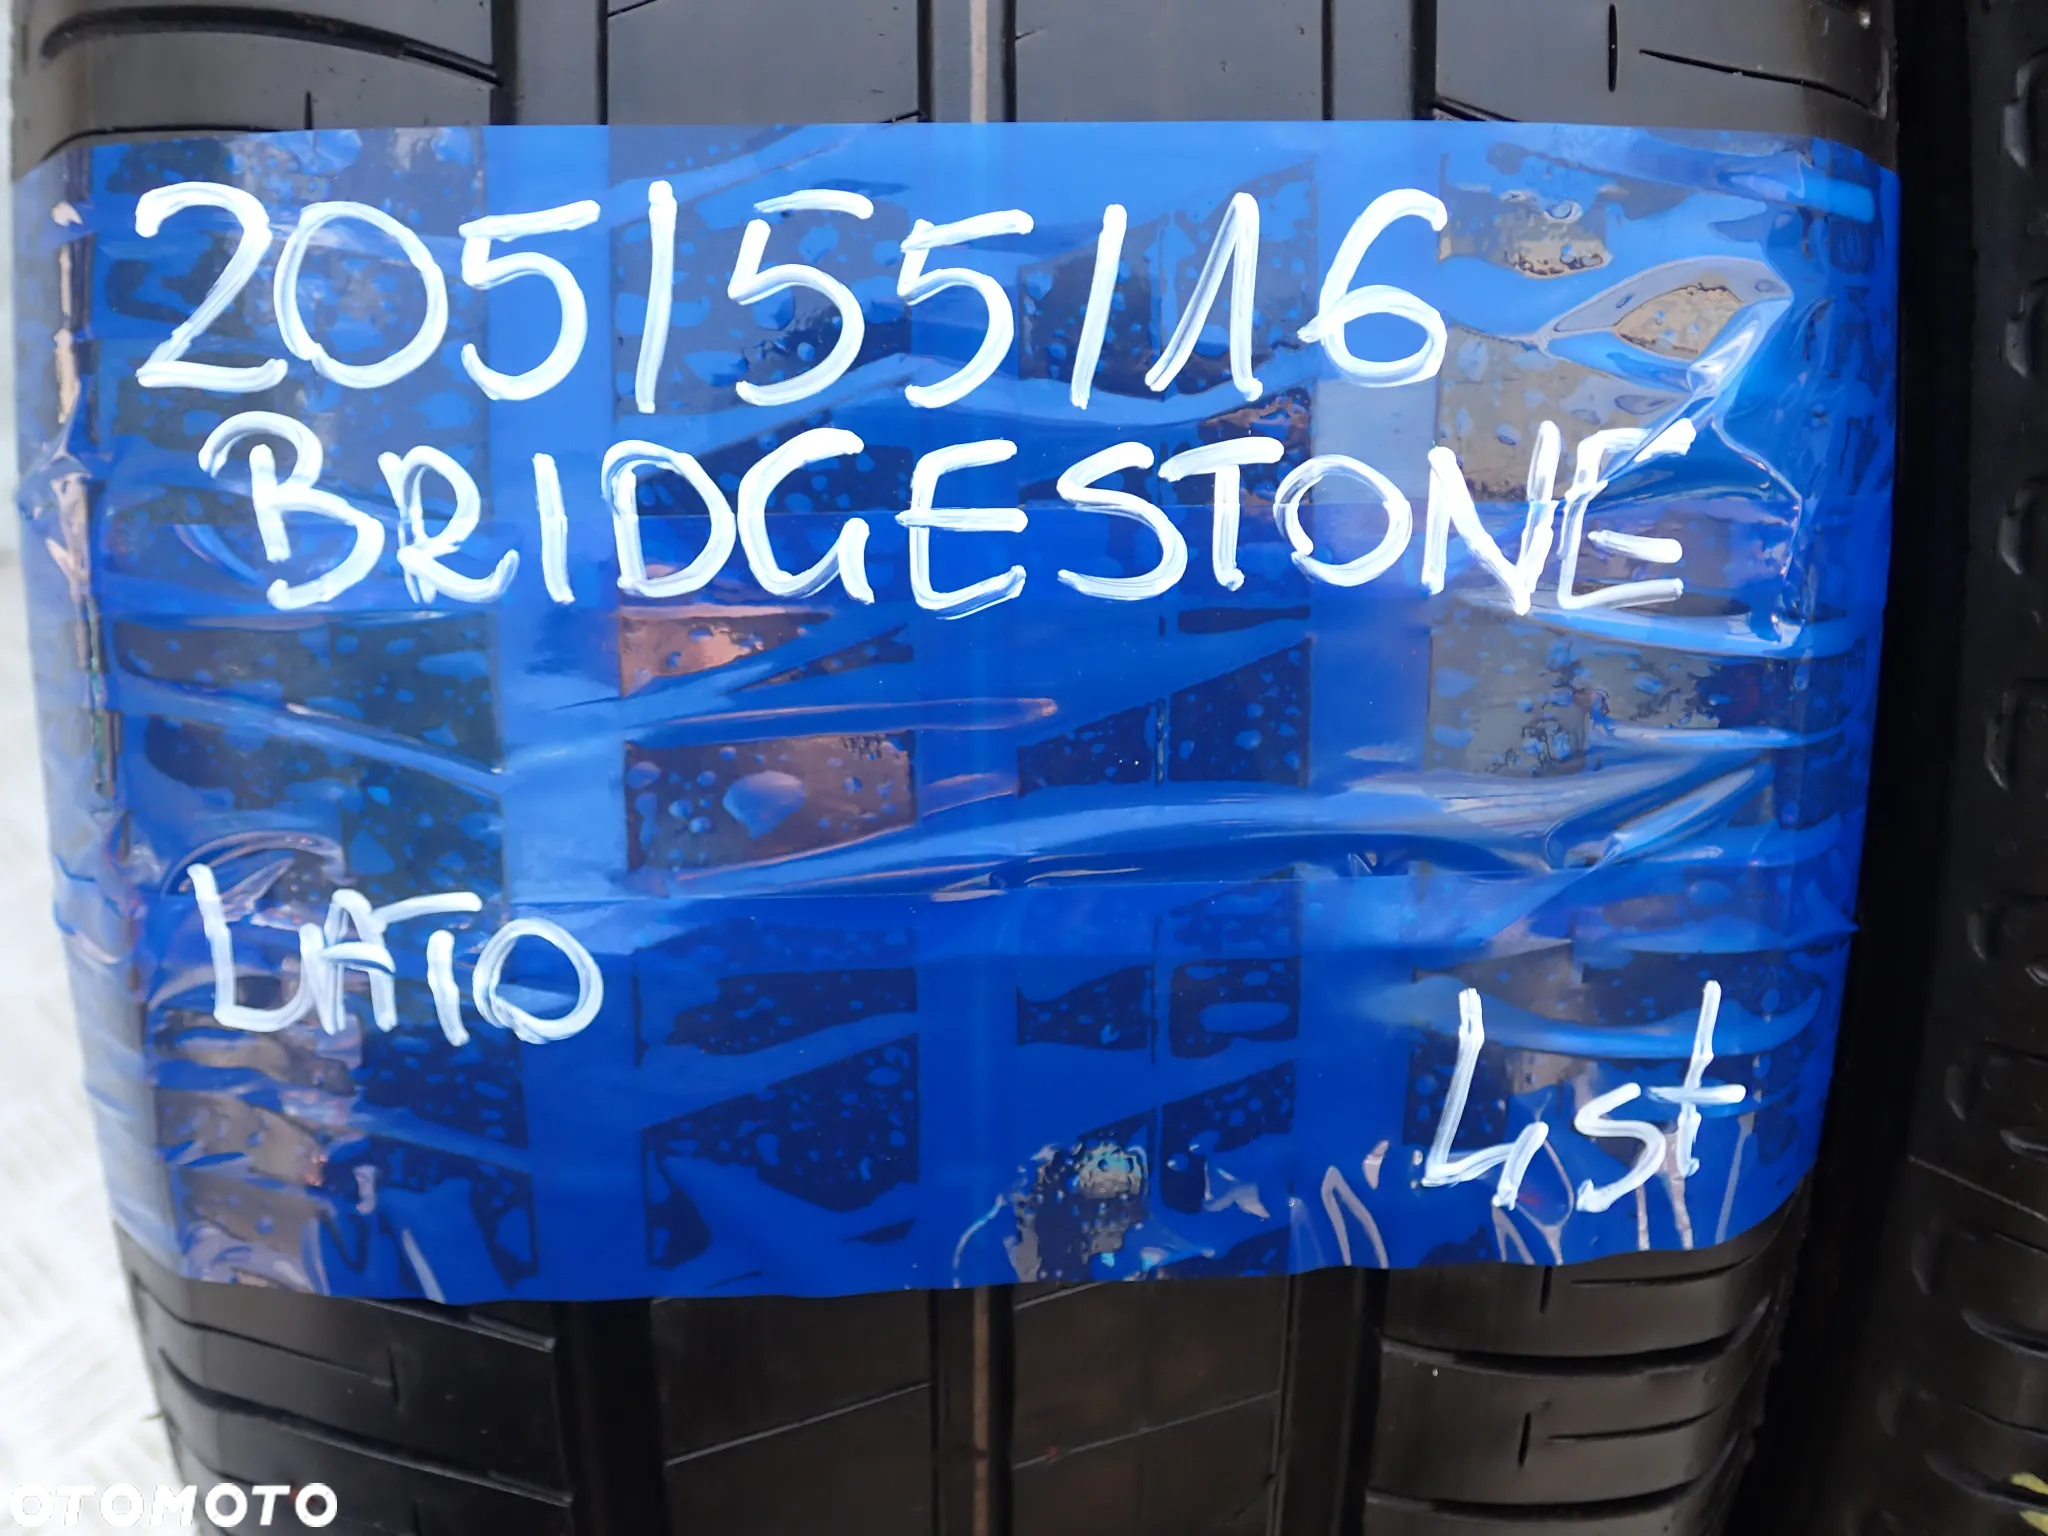 205/55/16
BRIDGESTONE
LATO
4st
OTOMOTO